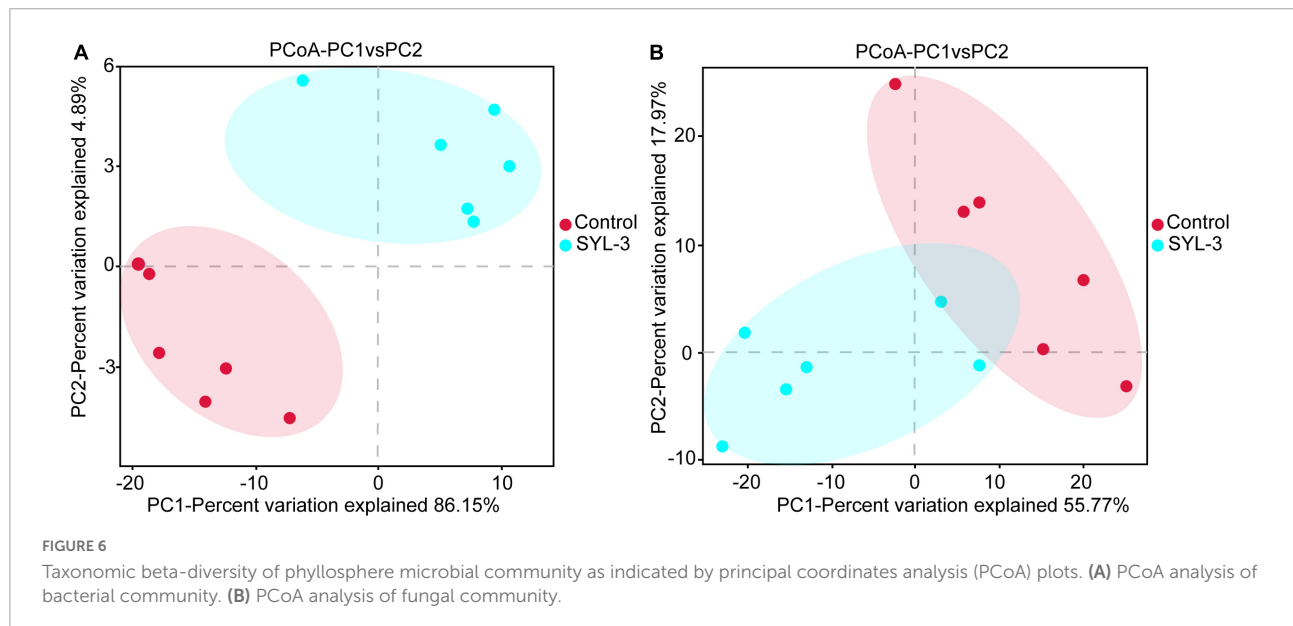 A
PCoA-PC1vsPC2
PC2-Percent variation explained 4.89%
6
3
0
-3
-20
-10
0
10
PC1-Percent variation explained 86.15%
Control
SYL-3
B
PCoA-PC1vsPC2
PC2-Percent variation explained 17.97%
20
10
0
-10
-20
-10
0
10
20
PC1-Percent variation explained 55.77%
Control
SYL-3
FIGURE 6
Taxonomic beta-diversity of phyllosphere microbial community as indicated by principal coordinates analysis (PCoA) plots. (A) PCoA analysis of
bacterial community. (B) PCoA analysis of fungal community.